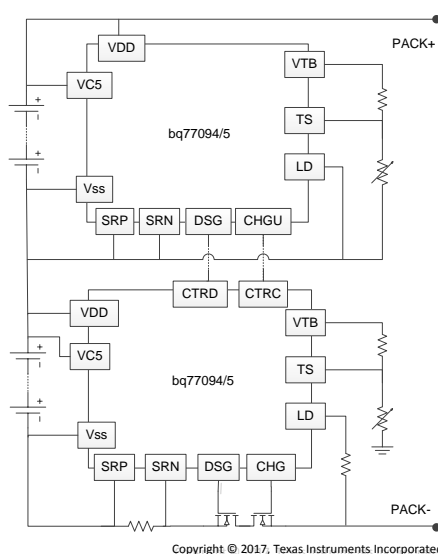 PACK+
VDD
VTB
VC5
TS
bq77094/5
LD
Vss
SRP SRN DSG CHGU
CTRD CTRC
VDD
VTB
VC5
TS
bq77094/5
LD
Vss
SRP SRN DSG CHG
PACK-
Copyright © 2017, Texas Instruments Incorporated